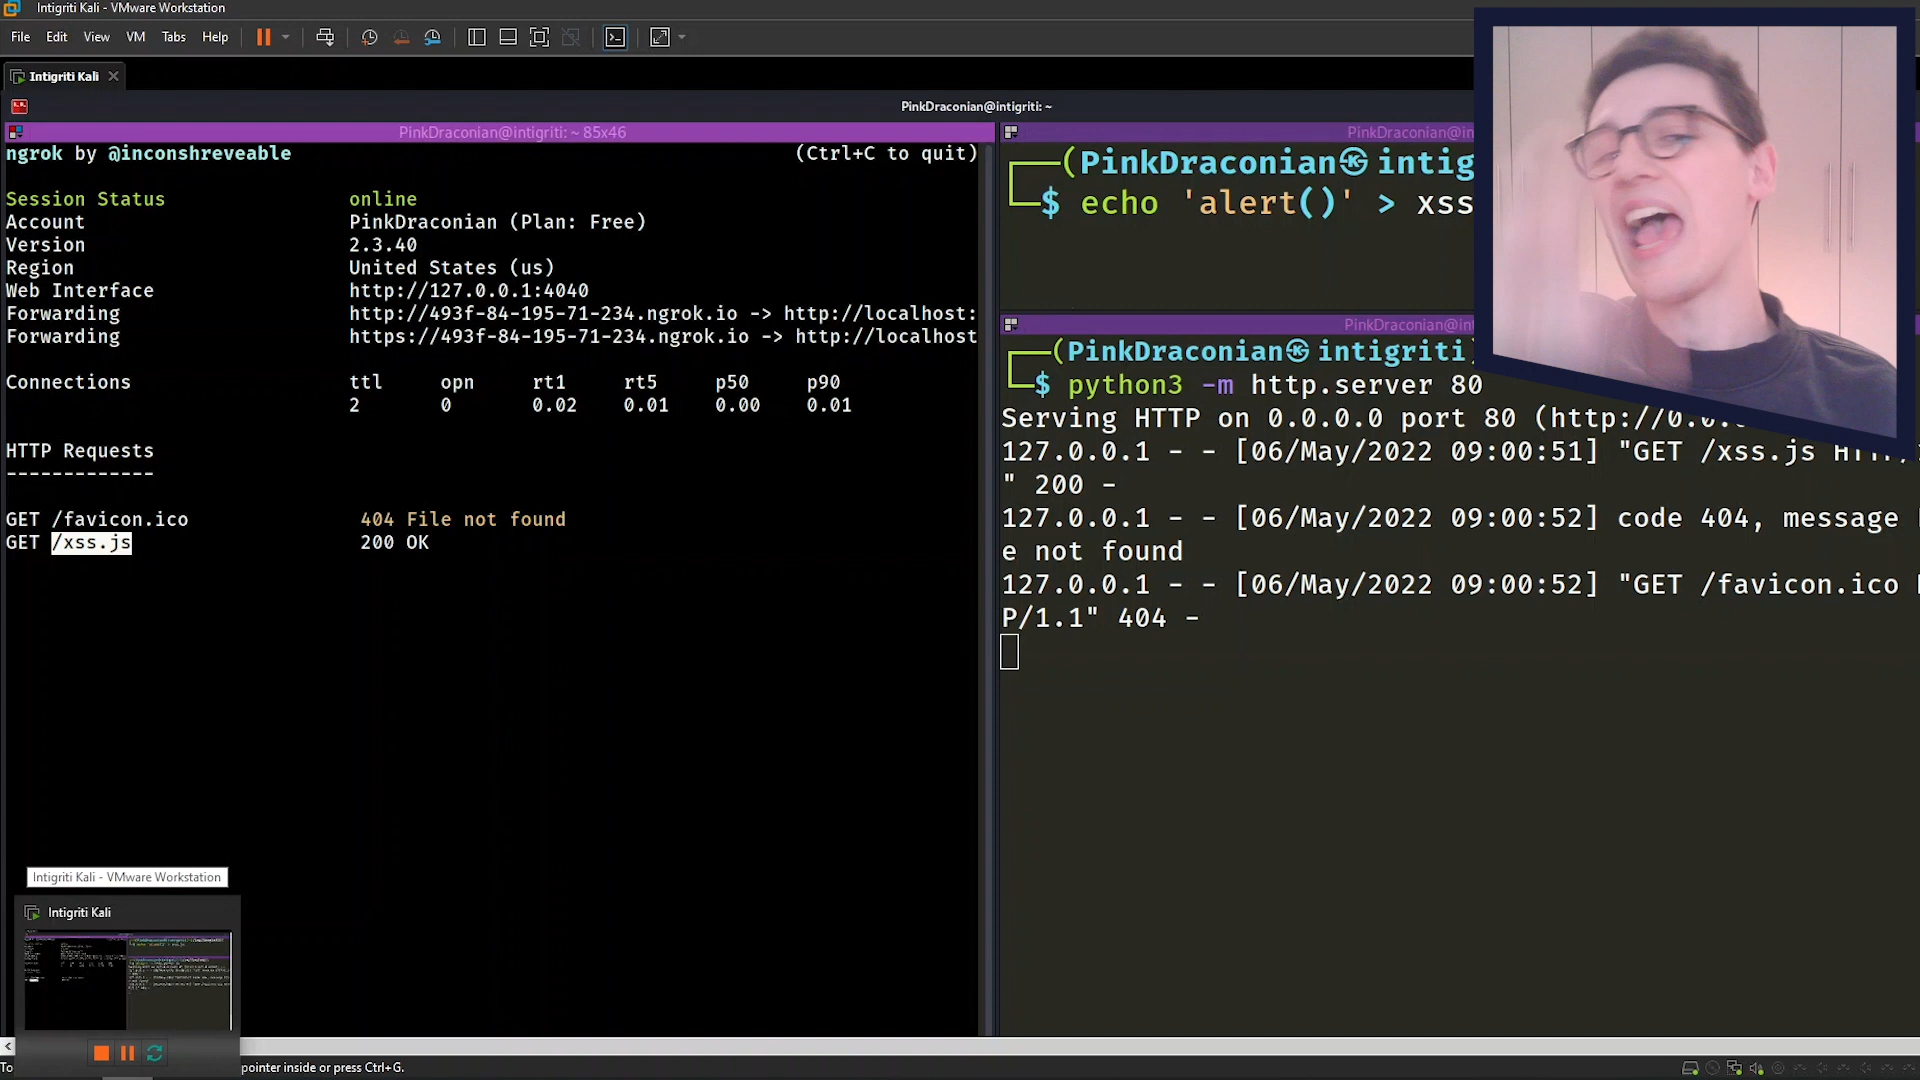 Intigriti Kali - VMware Workstation
File Edit View VM Tabs Help
Intigriti Kali
PinkDraconian@intigriti: ~
PinkDraconian@intigriti: ~ 85x46
ngrok by @inconshreveable (Ctrl+C to quit)
Session Status online
Account PinkDraconian (Plan: Free)
Version 2.3.40
Region United States (us)
Web Interface http://127.0.0.1:4040
Forwarding http://493f-84-195-71-234.ngrok.io -> http://localhost:
Forwarding https://493f-84-195-71-234.ngrok.io -> http://localhost
Connections ttl opn rt1 rt5 p50 p90
2 0 0.02 0.01 0.00 0.01
HTTP Requests
-------------
GET /favicon.ico 404 File not found
GET /xss.js 200 OK
PinkDraconian@in
(PinkDraconian㉿intig
$ echo 'alert()' > xss
PinkDraconian@int
(PinkDraconian㉿intigriti)
$ python3 -m http.server 80
Serving HTTP on 0.0.0.0 port 80 (http://0.0.
127.0.0.1 - - [06/May/2022 09:00:51] "GET /xss.js HTTP/
" 200 -
127.0.0.1 - - [06/May/2022 09:00:52] code 404, message
e not found
127.0.0.1 - - [06/May/2022 09:00:52] "GET /favicon.ico
P/1.1" 404 -
Intigriti Kali - VMware Workstation
Intigriti Kali
To pointer inside or press Ctrl+G.